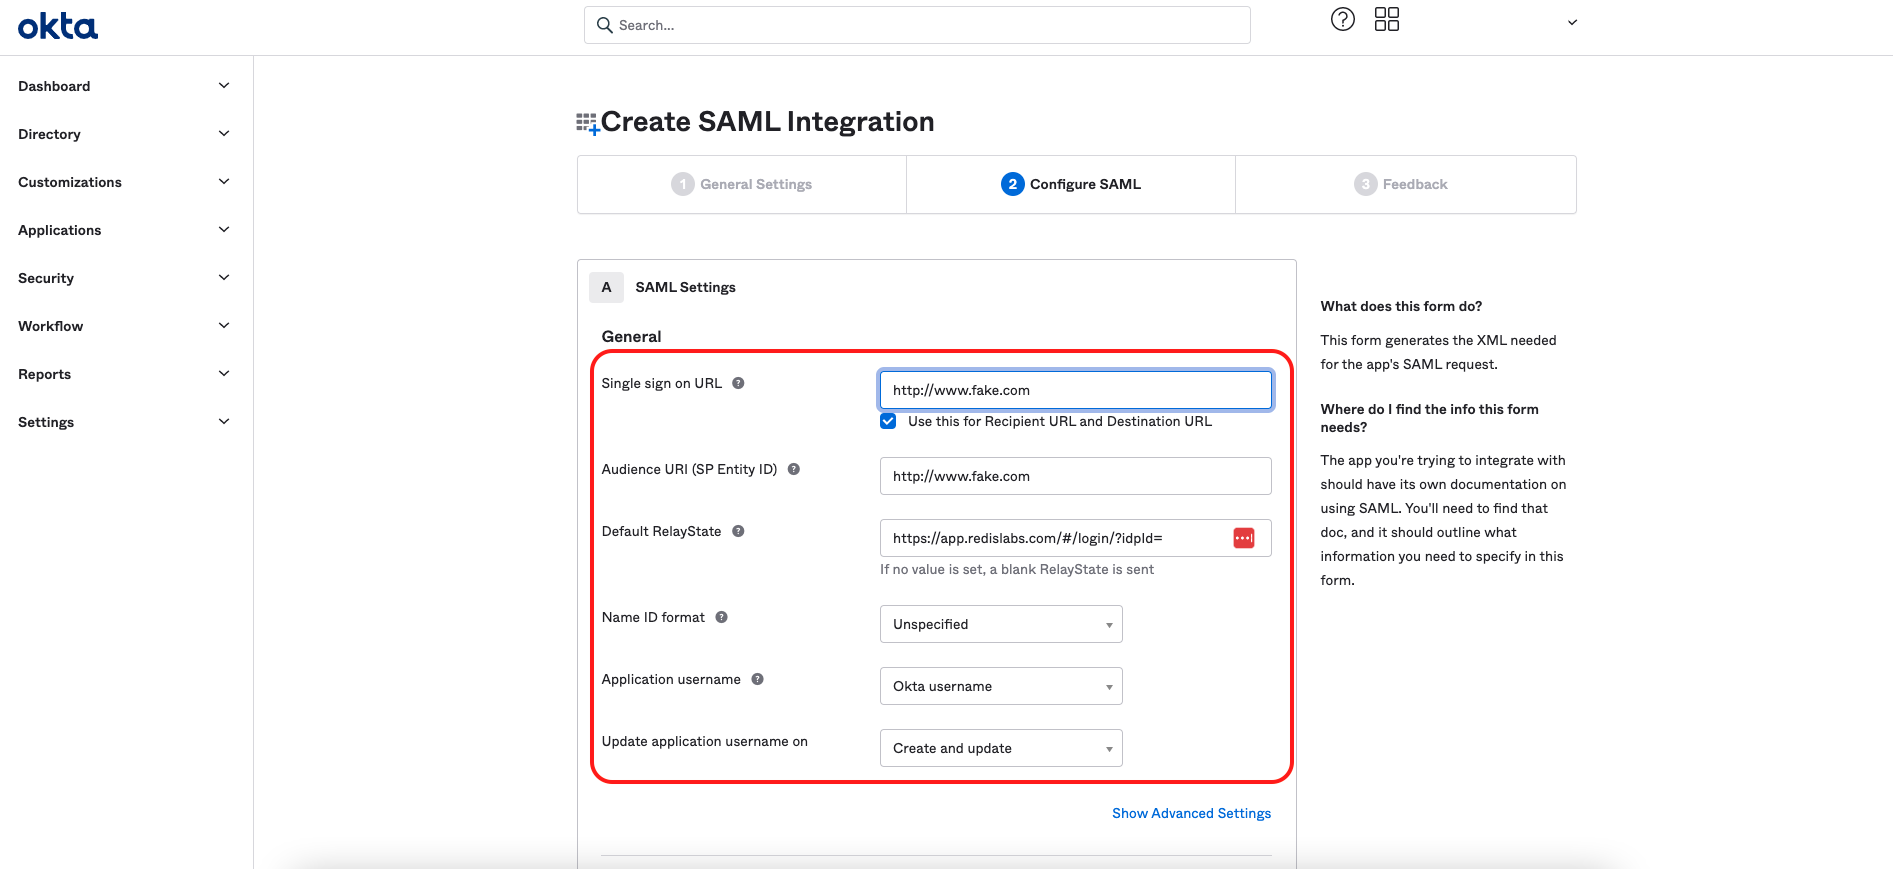 okta
Search...
Dashboard
Directory
Customizations
Applications
Security
Workflow
Reports
Settings
Create SAML Integration
1 General Settings
2 Configure SAML
3 Feedback
A SAML Settings
General
Single sign on URL ?
http://www.fake.com
Use this for Recipient URL and Destination URL
Audience URI (SP Entity ID) ?
http://www.fake.com
Default RelayState ?
https://app.redislabs.com/#/login/?idpId=
If no value is set, a blank RelayState is sent
Name ID format ?
Unspecified
Application username ?
Okta username
Update application username on
Create and update
Show Advanced Settings
What does this form do?
This form generates the XML needed
for the app's SAML request.
Where do I find the info this form
needs?
The app you're trying to integrate with
should have its own documentation on
using SAML. You'll need to find that
doc, and it should outline what
information you need to specify in this
form.